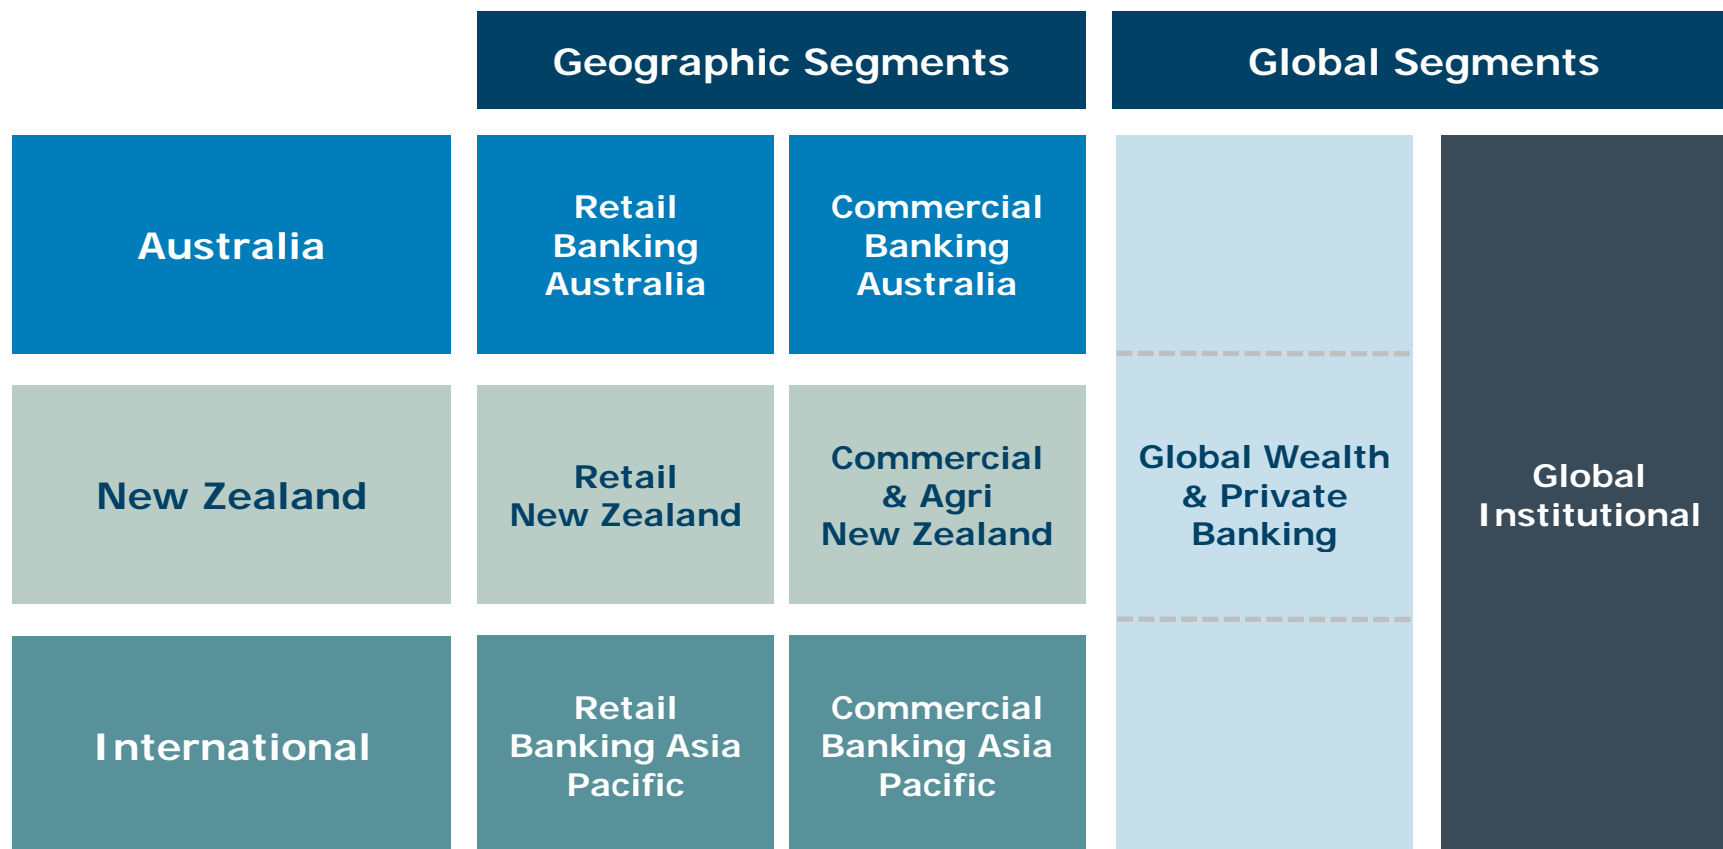 Geographic Segments
Global Segments
Australia
Retail
Banking
Australia
Commercial
Banking
Australia
New Zealand
Retail
New Zealand
Commercial
& Agri
New Zealand
Global Wealth
& Private
Banking
Global
Institutional
International
Retail
Banking Asia
Pacific
Commercial
Banking Asia
Pacific